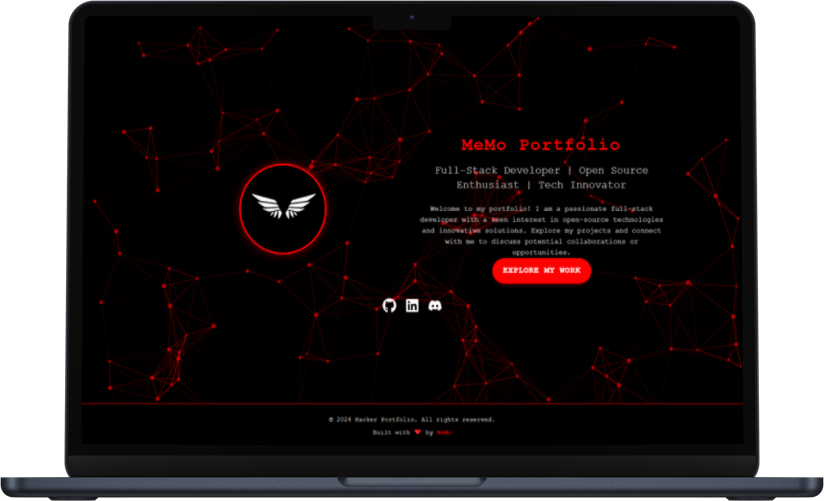 MeMo Portfolio
Full-Stack Developer | Open Source
Enthusiast | Tech Innovator
Welcome to my portfolio! I am a passionate full-stack
developer with a keen interest in open-source technologies
and innovative solutions. Explore my projects and connect
with me to discuss potential collaborations or
opportunities.
EXPLORE MY WORK
in
© 2024 Hacker Portfolio. All rights reserved.
Built with ❤ by MeMo